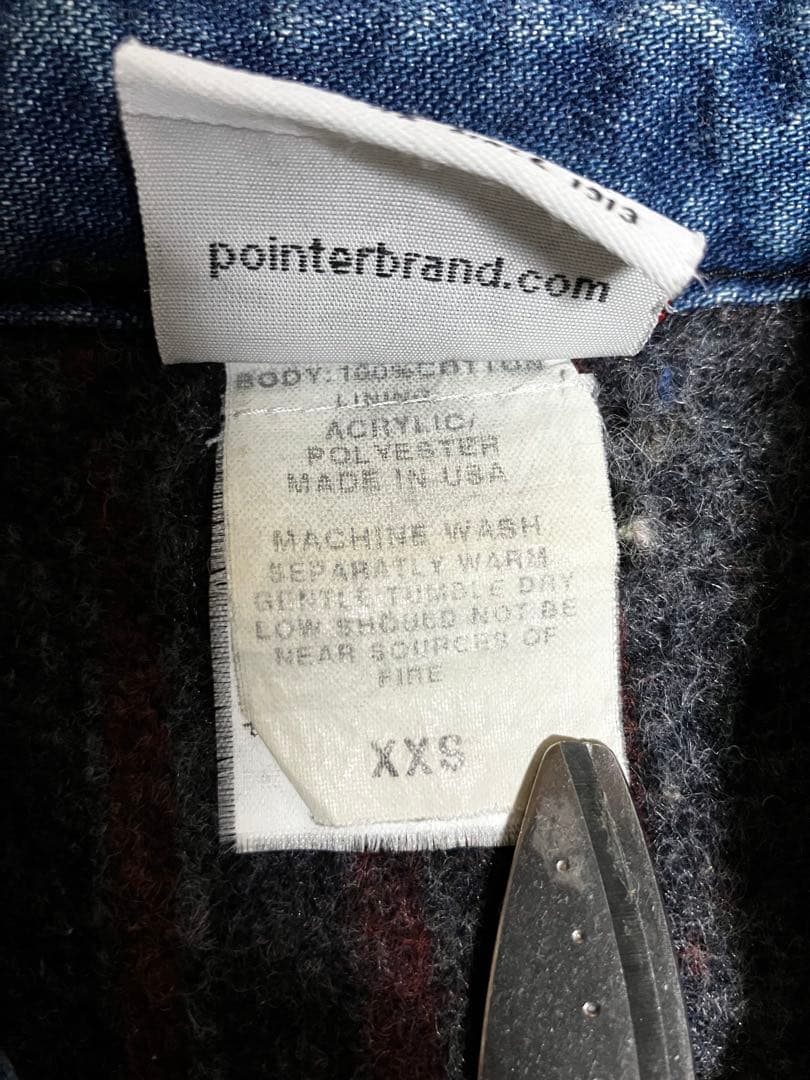 1913
pointerbrand.com
BODY: 100% COTTON
LINING:
ACRYLIC/
POLYESTER
MADE IN USA
MACHINE WASH
SEPARATLY WARM
GENTLE TUMBLE DRY
LOW SHOULD NOT BE
NEAR SOURCES OF
FIRE
XXS